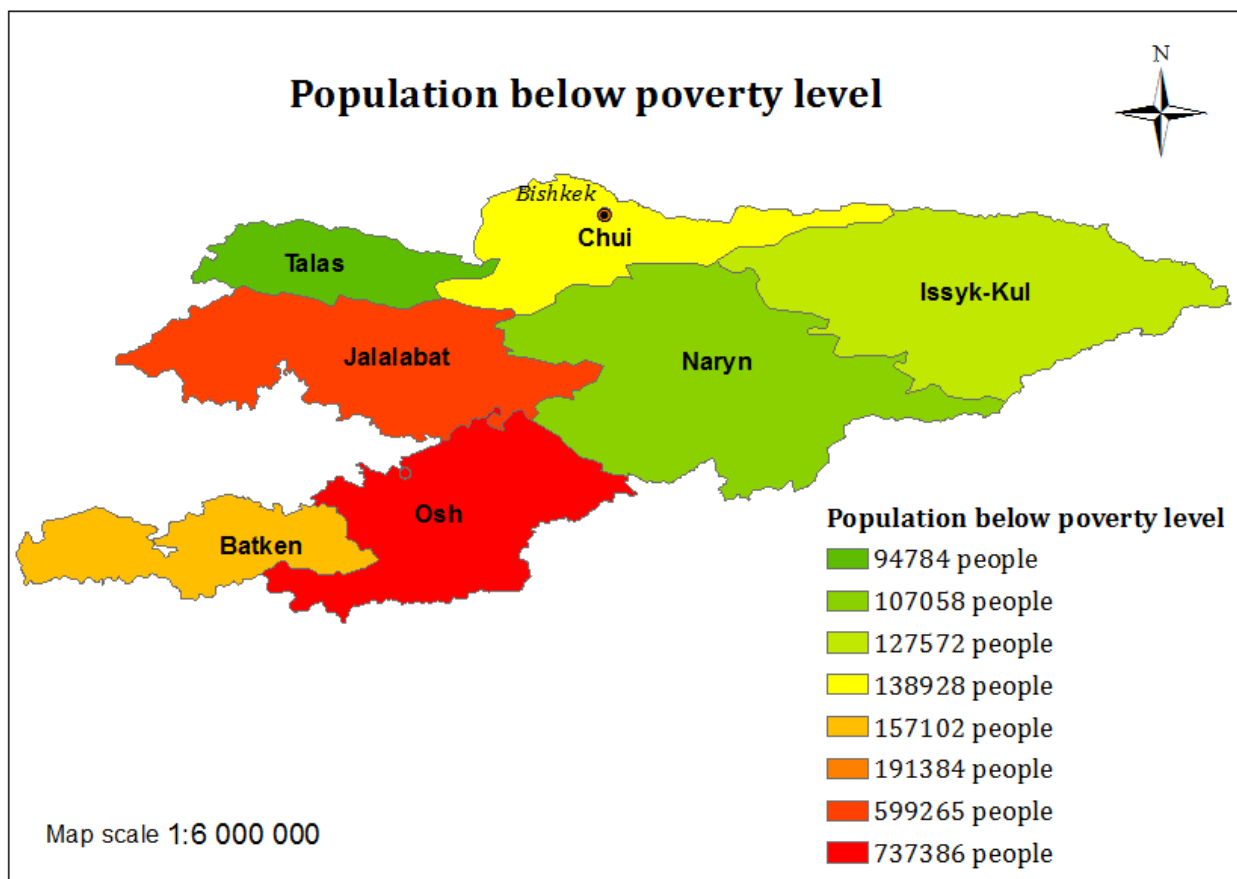 N
Population below poverty level
Bishkek
Chui
Talas
Issyk-Kul
Jalalabat
Naryn
Osh
Batken
Population below poverty level
94784 people
107058 people
127572 people
138928 people
157102 people
191384 people
599265 people
737386 people
Map scale 1:6 000 000